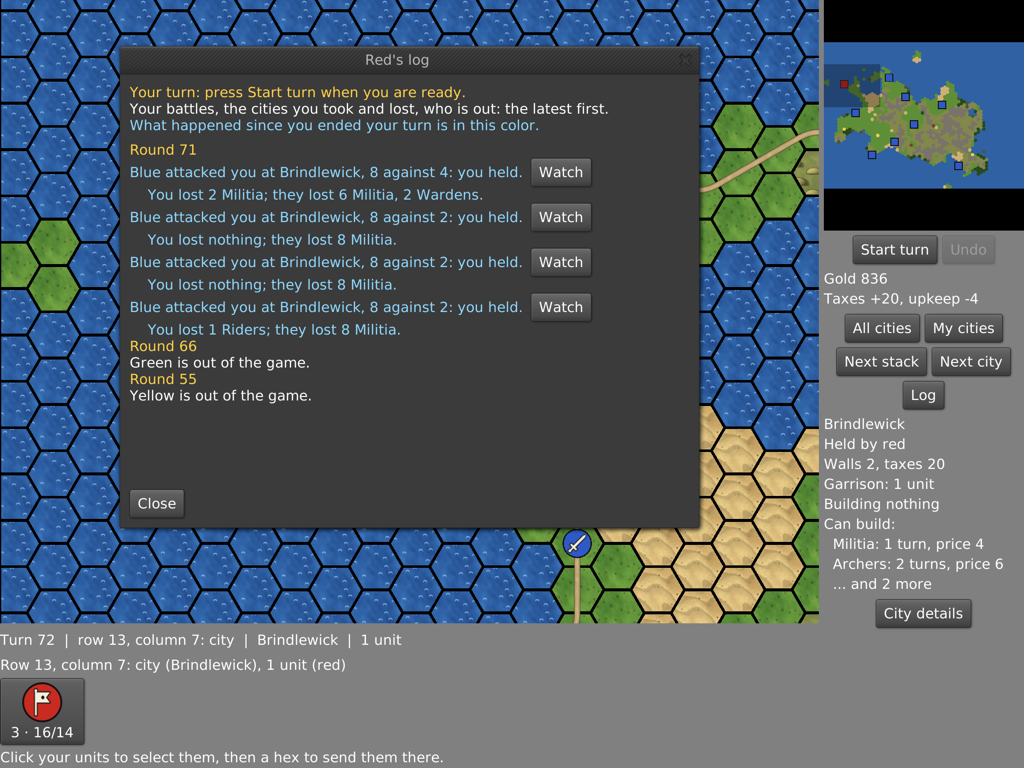 Red's log
Your turn: press Start turn when you are ready.
Your battles, the cities you took and lost, who is out: the latest first.
What happened since you ended your turn is in this color.
Round 71
Blue attacked you at Brindlewick, 8 against 4: you held. Watch
You lost 2 Militia; they lost 6 Militia, 2 Wardens.
Blue attacked you at Brindlewick, 8 against 2: you held. Watch
You lost nothing; they lost 8 Militia.
Blue attacked you at Brindlewick, 8 against 2: you held. Watch
You lost nothing; they lost 8 Militia.
Blue attacked you at Brindlewick, 8 against 2: you held. Watch
You lost 1 Riders; they lost 8 Militia.
Round 66
Green is out of the game.
Round 55
Yellow is out of the game.
Close
Start turn Undo
Gold 836
Taxes +20, upkeep -4
All cities My cities
Next stack Next city
Log
Brindlewick
Held by red
Walls 2, taxes 20
Garrison: 1 unit
Building nothing
Can build:
Militia: 1 turn, price 4
Archers: 2 turns, price 6
... and 2 more
City details
Turn 72 | row 13, column 7: city | Brindlewick | 1 unit
Row 13, column 7: city (Brindlewick), 1 unit (red)
3 · 16/14
Click your units to select them, then a hex to send them there.